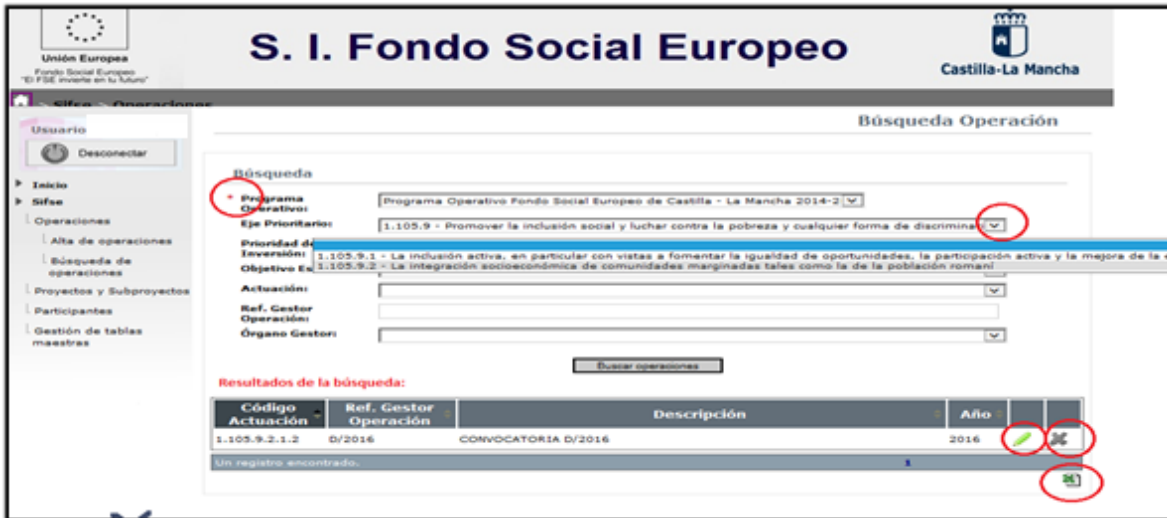 Unión Europea
Fondo Social Europeo
"El FSE invierte en tu futuro"
S. I. Fondo Social Europeo
Castilla-La Mancha
> Sifse > Operaciones
Usuario
Desconectar
Inicio
Sifse
Operaciones
Alta de operaciones
Búsqueda de
operaciones
Proyectos y Subproyectos
Participantes
Gestión de tablas
maestras
Búsqueda Operación
Búsqueda
* Programa
Operativo:
Programa Operativo Fondo Social Europeo de Castilla - La Mancha 2014-2
Eje Prioritario:
1.105.9 - Promover la inclusión social y luchar contra la pobreza y cualquier forma de discriminac
Prioridad de
Inversión:
1.105.9.1 - La inclusión activa, en particular con vistas a fomentar la igualdad de oportunidades, la participación activa y la mejora de la
Objetivo Es
1.105.9.2 - La integración socioeconómica de comunidades marginadas tales como la de la población romaní
Actuación:
Ref. Gestor
Operación:
Órgano Gestor:
Buscar operaciones
Resultados de la búsqueda:
Código Actuación Ref. Gestor Operación Descripción Año
1.105.9.2.1.2 D/2016 CONVOCATORIA D/2016 2016
Un registro encontrado. 1